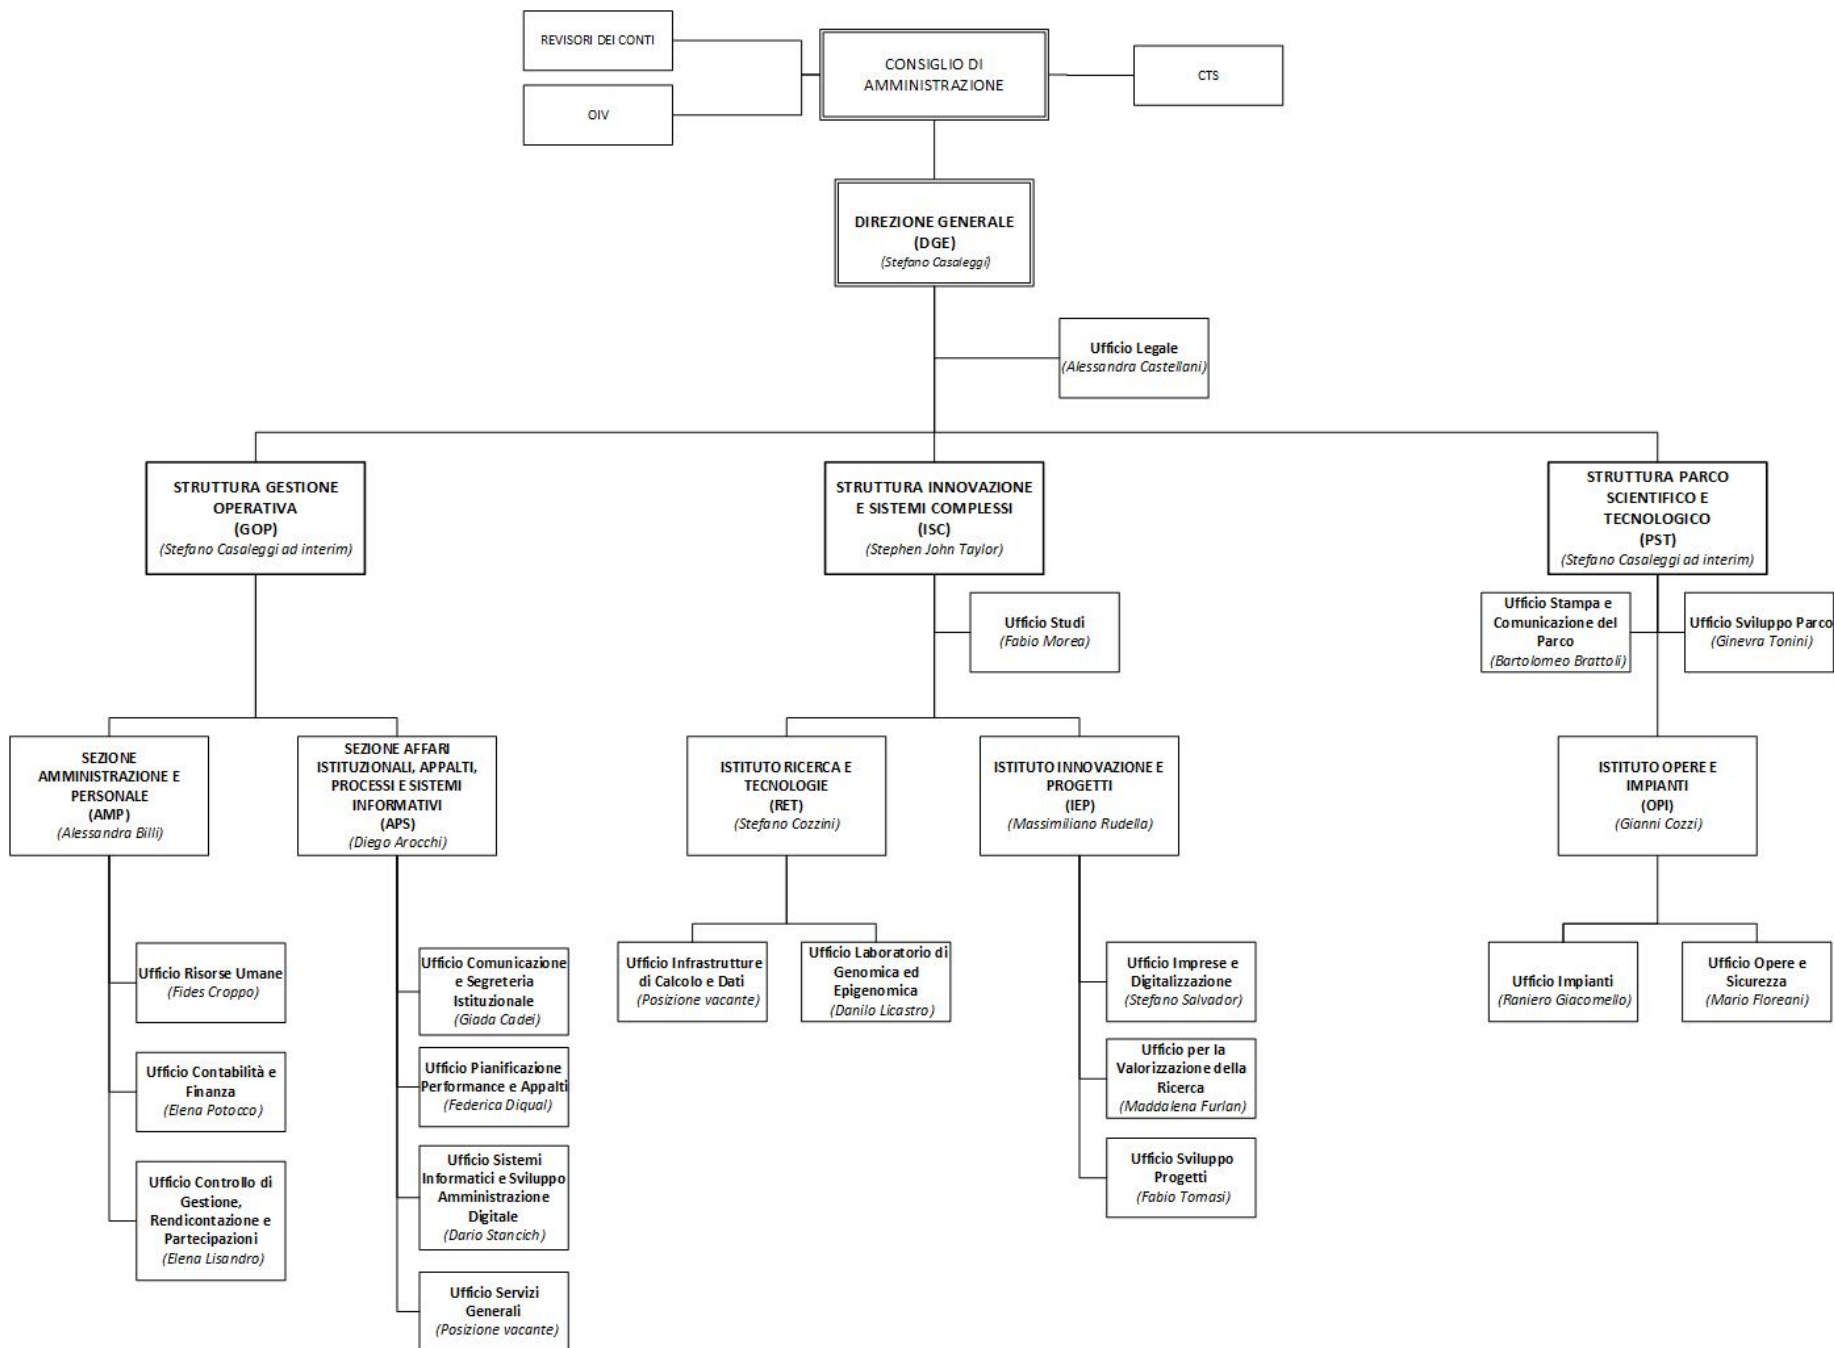 REVISORI DEI CONTI
OIV
CONSIGLIO DI
AMMINISTRAZIONE
CTS
DIREZIONE GENERALE
(DGE)
(Stefano Casaleggi)
Ufficio Legale
(Alessandra Castellani)
STRUTTURA GESTIONE
OPERATIVA
(GOP)
(Stefano Casaleggi ad interim)
STRUTTURA INNOVAZIONE
E SISTEMI COMPLESSI
(ISC)
(Stephen John Taylor)
STRUTTURA PARCO
SCIENTIFICO E
TECNOLOGICO
(PST)
(Stefano Casaleggi ad interim)
Ufficio Studi
(Fabio Morea)
Ufficio Stampa e
Comunicazione del
Parco
(Bartolomeo Brattoli)
Ufficio Sviluppo Parco
(Ginevra Tonini)
SEZIONE
AMMINISTRAZIONE E
PERSONALE
(AMP)
(Alessandra Billi)
SEZIONE AFFARI
ISTITUZIONALI, APPALTI,
PROCESSI E SISTEMI
INFORMATIVI
(APS)
(Diego Arocchi)
ISTITUTO RICERCA E
TECNOLOGIE
(RET)
(Stefano Cozzini)
ISTITUTO INNOVAZIONE E
PROGETTI
(IEP)
(Massimiliano Rudella)
ISTITUTO OPERE E
IMPIANTI
(OPI)
(Gianni Cozzi)
Ufficio Risorse Umane
(Fides Croppo)
Ufficio Contabilità e
Finanza
(Elena Potocco)
Ufficio Controllo di
Gestione,
Rendicontazione e
Partecipazioni
(Elena Lisandro)
Ufficio Comunicazione
e Segreteria
Istituzionale
(Giada Cadei)
Ufficio Pianificazione
Performance e Appalti
(Federica Diqual)
Ufficio Sistemi
Informatici e Sviluppo
Amministrazione
Digitale
(Dario Stancich)
Ufficio Servizi
Generali
(Posizione vacante)
Ufficio Infrastrutture
di Calcolo e Dati
(Posizione vacante)
Ufficio Laboratorio di
Genomica ed
Epigenomica
(Danilo Licastro)
Ufficio Imprese e
Digitalizzazione
(Stefano Salvador)
Ufficio per la
Valorizzazione della
Ricerca
(Maddalena Furlan)
Ufficio Sviluppo
Progetti
(Fabio Tomasi)
Ufficio Impianti
(Raniero Giacomello)
Ufficio Opere e
Sicurezza
(Mario Floreani)